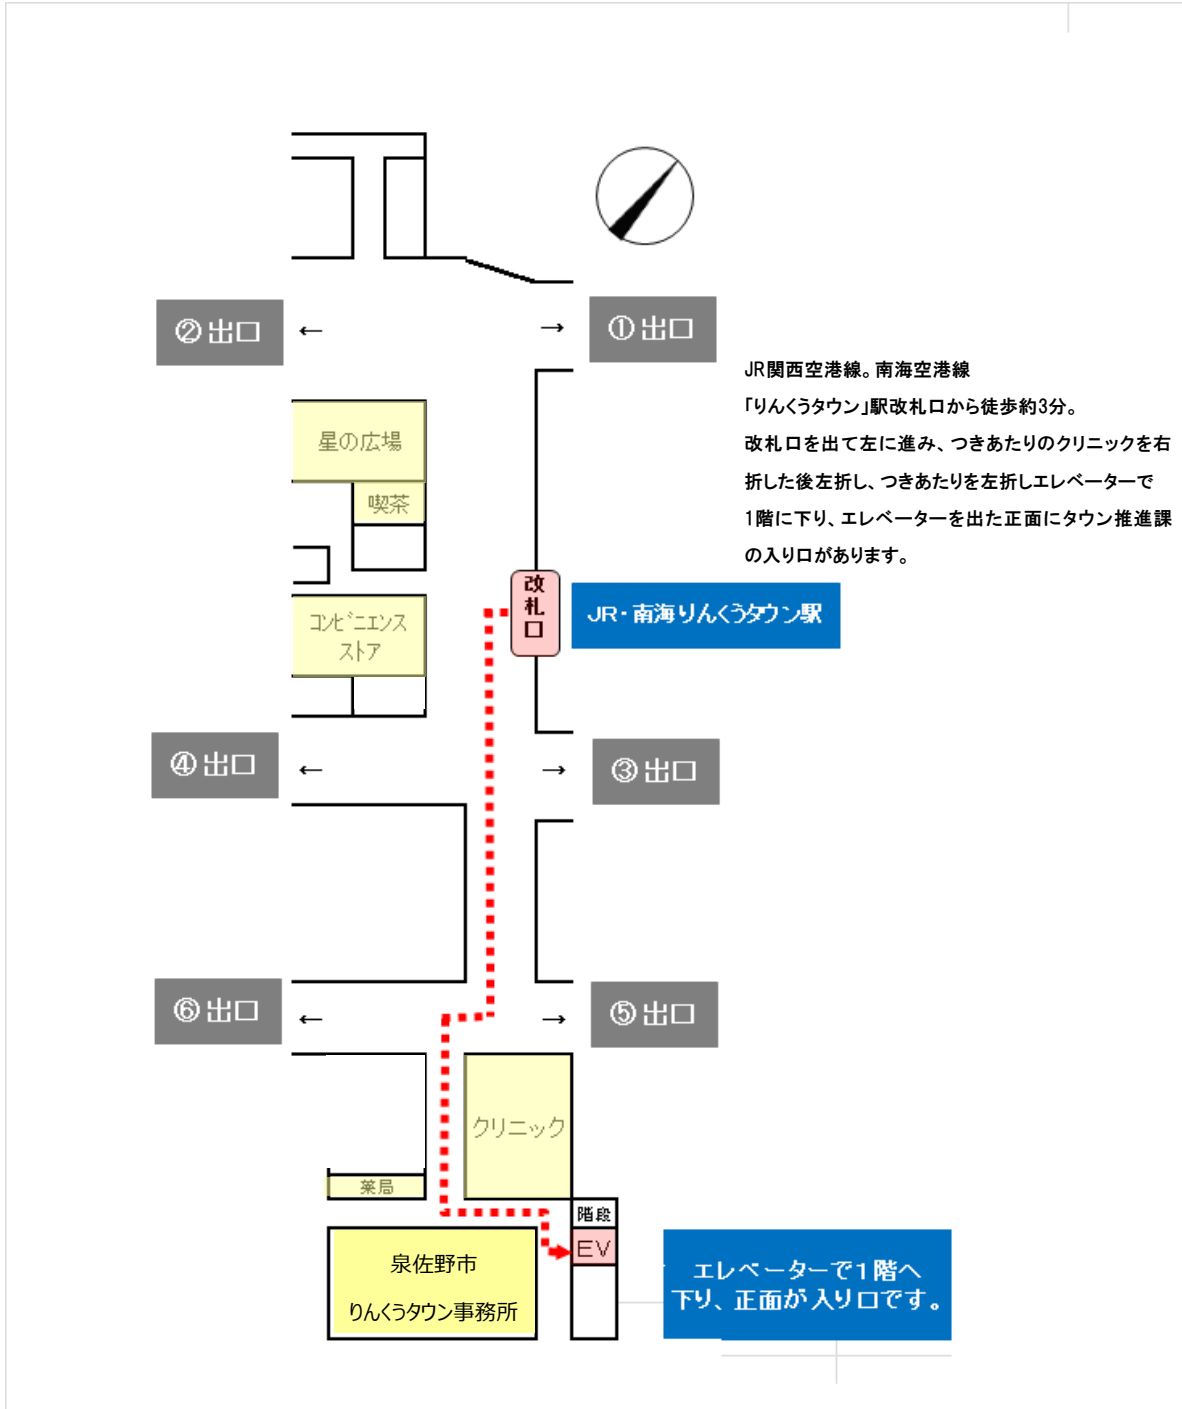 ②出口
←
→
①出口
JR関西空港線。南海空港線
「りんくうタウン」駅改札口から徒歩約3分。
改札口を出て左に進み、つきあたりのクリニックを右
折した後左折し、つきあたりを左折しエレベーターで
1階に下り、エレベーターを出た正面にタウン推進課
の入り口があります。
星の広場
喫茶
改札口
JR・南海りんくうタウン駅
コンビニエンス
ストア
④出口
←
→
③出口
⑥出口
←
→
⑤出口
クリニック
薬局
階段
EV
泉佐野市
りんくうタウン事務所
エレベーターで1階へ
下り、正面が入り口です。